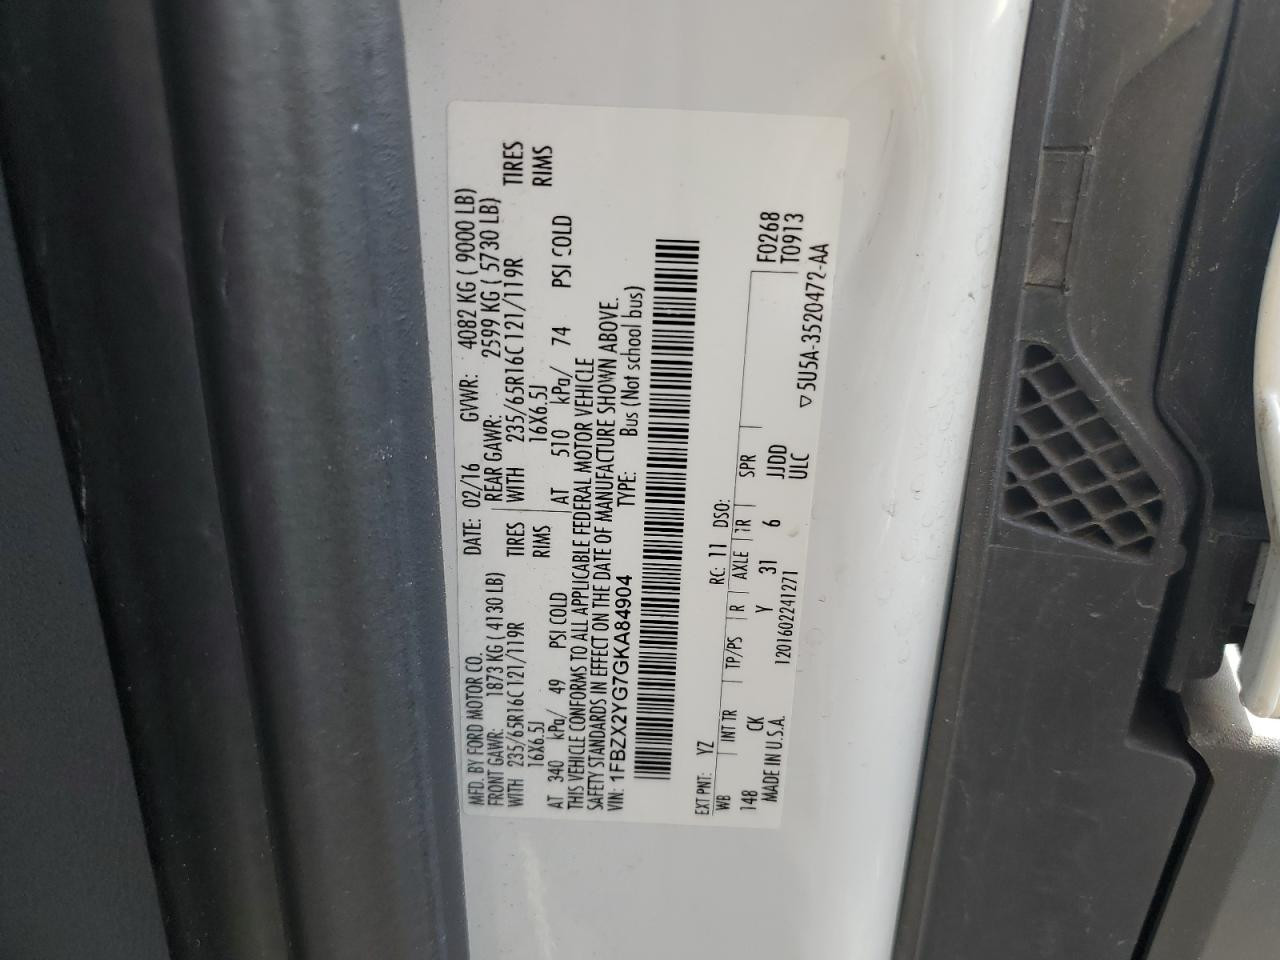 MFD. BY FORD MOTOR CO. DATE: 02/16 GVWR: 4082 KG ( 9000 LB)
FRONT GAWR: 1873 KG ( 4130 LB) REAR GAWR: 2599 KG ( 5730 LB)
WITH 235/65R16C 121/119R TIRES WITH 235/65R16C 121/119R TIRES
16X6.5J RIMS 16X6.5J RIMS
AT 340 kPa/ 49 PSI COLD AT 510 kPa/ 74 PSI COLD
THIS VEHICLE CONFORMS TO ALL APPLICABLE FEDERAL MOTOR VEHICLE
SAFETY STANDARDS IN EFFECT ON THE DATE OF MANUFACTURE SHOWN ABOVE.
VIN: 1FBZX2YG7GKA84904 TYPE: Bus (Not school bus)
EXT PNT: YZ RC: 11 DSO: F0268
WB INT TR TP/PS R AXLE TR SPR T0913
148 CK Y 31 6 JJDD
MADE IN U.S.A. 1201602241271 ULC ▽5U5A-3520472-AA